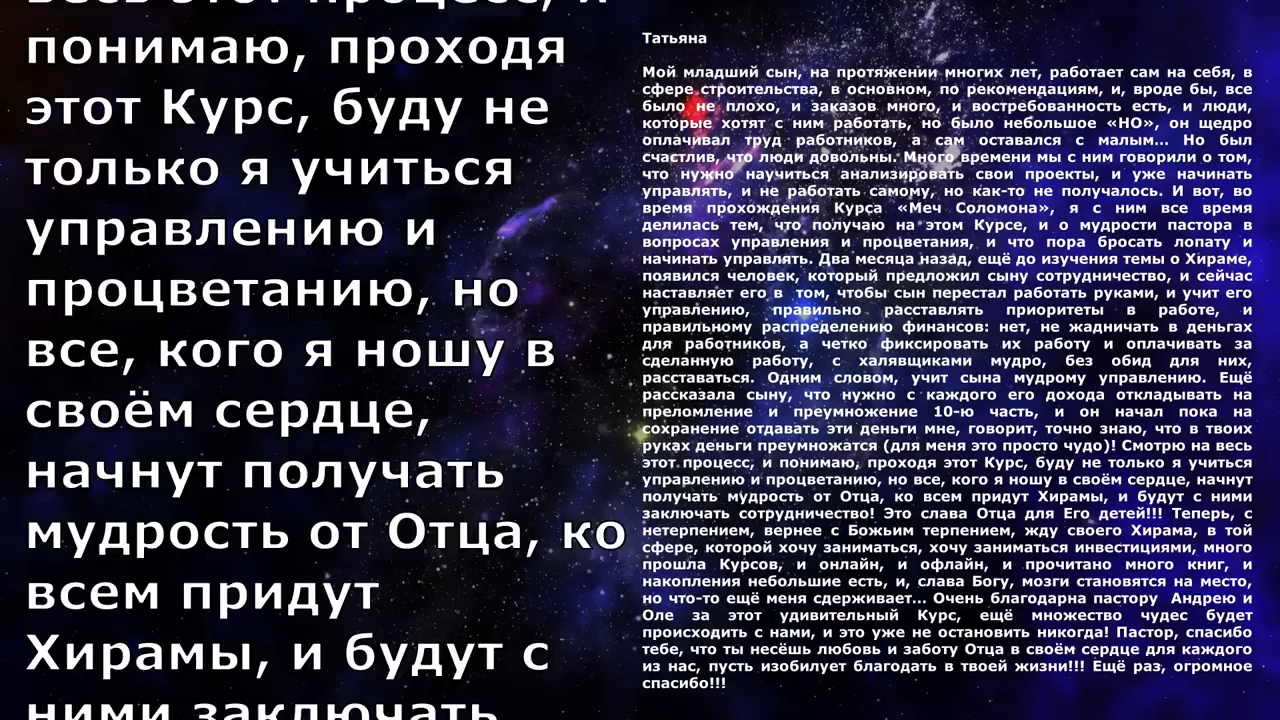 весь этот процесс, и
понимаю, проходя
этот Курс, буду не
только я учиться
управлению и
процветанию, но
все, кого я ношу в
своём сердце,
начнут получать
мудрость от Отца, ко
всем придут
Хирамы, и будут с
ними заключать
Татьяна
Мой младший сын, на протяжении многих лет, работает сам на себя, в
сфере строительства, в основном, по рекомендациям, и, вроде бы, все
было не плохо, и заказов много, и востребованность есть, и люди,
которые хотят с ним работать, но было небольшое «НО», он щедро
оплачивал труд работников, а сам оставался с малым... Но был
счастлив, что люди довольны. Много времени мы с ним говорили о том,
что нужно научиться анализировать свои проекты, и уже начинать
управлять, и не работать самому, но как-то не получалось. И вот, во
время прохождения Курса «Меч Соломона», я с ним все время
делилась тем, что получаю на этом Курсе, и о мудрости пастора в
вопросах управления и процветания, и что пора бросать лопату и
начинать управлять. Два месяца назад, ещё до изучения темы о Хираме,
появился человек, который предложил сыну сотрудничество, и сейчас
наставляет его в том, чтобы сын перестал работать руками, и учит его
управлению, правильно расставлять приоритеты в работе, и
правильному распределению финансов: нет, не жадничать в деньгах
для работников, а четко фиксировать их работу и оплачивать за
сделанную работу, с халявщиками мудро, без обид для них,
расставаться. Одним словом, учит сына мудрому управлению. Ещё
рассказала сыну, что нужно с каждого его дохода откладывать на
преломление и преумножение 10-ю часть, и он начал пока на
сохранение отдавать эти деньги мне, говорит, точно знаю, что в твоих
руках деньги преумножатся (для меня это просто чудо)! Смотрю на весь
этот процесс, и понимаю, проходя этот Курс, буду не только я учиться
управлению и процветанию, но все, кого я ношу в своём сердце, начнут
получать мудрость от Отца, ко всем придут Хирамы, и будут с ними
заключать сотрудничество! Это слава Отца для Его детей!!! Теперь, с
нетерпением, вернее с Божьим терпением, жду своего Хирама, в той
сфере, которой хочу заниматься, хочу заниматься инвестициями, много
прошла Курсов, и онлайн, и офлайн, и прочитано много книг, и
накопления небольшие есть, и, слава Богу, мозги становятся на место,
но что-то ещё меня сдерживает... Очень благодарна пастору Андрею и
Оле за этот удивительный Курс, ещё множество чудес будет
происходить с нами, и это уже не остановить никогда! Пастор, спасибо
тебе, что ты несёшь любовь и заботу Отца в своём сердце для каждого
из нас, пусть изобилует благодать в твоей жизни!!! Ещё раз, огромное
спасибо!!!